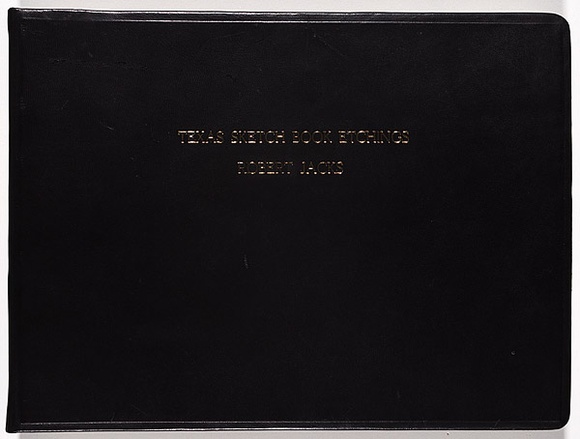 TEXAS SKETCH BOOK ETCHINGS
ROBERT JACKS